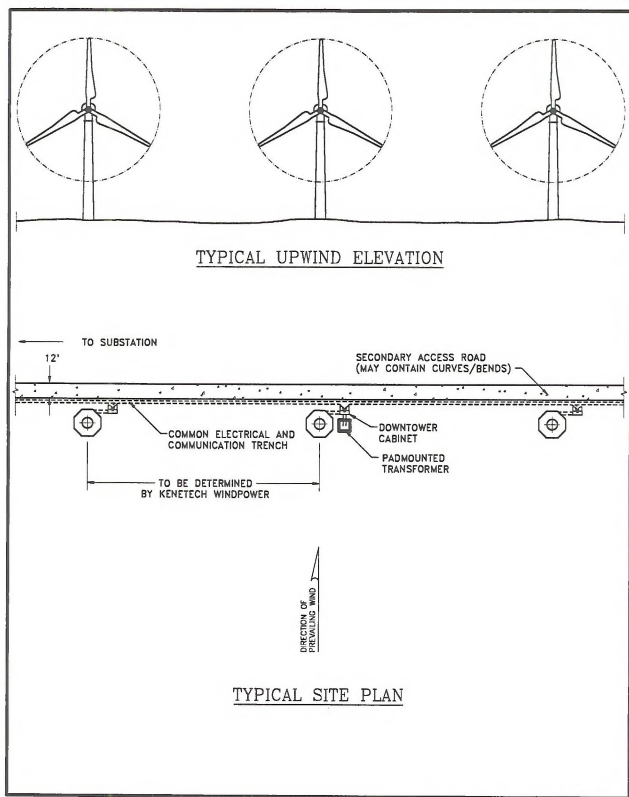 TYPICAL UPWIND ELEVATION
TO SUBSTATION
12'
SECONDARY ACCESS ROAD
(MAY CONTAIN CURVES/BENDS)
COMMON ELECTRICAL AND
COMMUNICATION TRENCH
DOWNTOWER
CABINET
PADMOUNTED
TRANSFORMER
TO BE DETERMINED
BY KENETECH WINDPOWER
DIRECTION OF
PREVAILING WIND
TYPICAL SITE PLAN